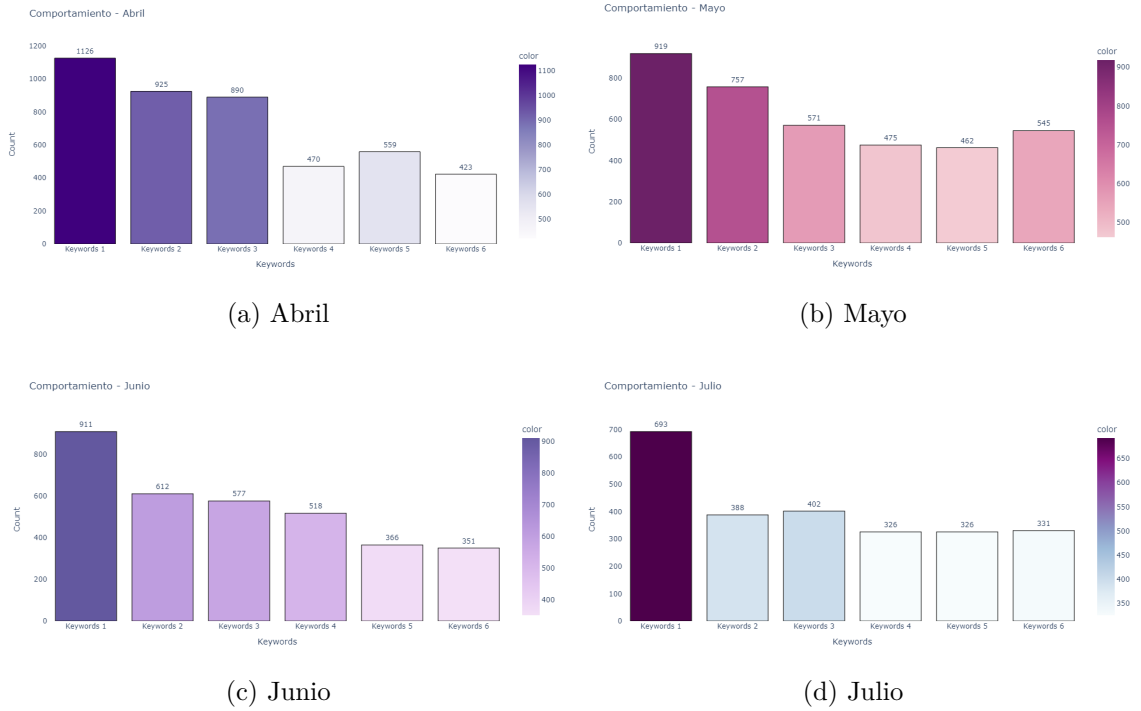 Comportamiento - Abril
1126
925
890
470
559
423
1200
1000
800
600
400
200
0
Count
Keywords 1
Keywords 2
Keywords 3
Keywords 4
Keywords 5
Keywords 6
Keywords
color
1100
1000
900
800
700
600
500
(a) Abril
Comportamiento - Mayo
919
757
571
475
462
545
800
600
400
200
0
Count
Keywords 1
Keywords 2
Keywords 3
Keywords 4
Keywords 5
Keywords 6
Keywords
color
900
800
700
600
500
(b) Mayo
Comportamiento - Junio
911
612
577
518
366
351
800
600
400
200
0
Count
Keywords 1
Keywords 2
Keywords 3
Keywords 4
Keywords 5
Keywords 6
Keywords
color
900
800
700
600
500
400
(c) Junio
Comportamiento - Julio
693
388
402
326
326
331
700
600
500
400
300
200
100
0
Count
Keywords 1
Keywords 2
Keywords 3
Keywords 4
Keywords 5
Keywords 6
Keywords
color
650
600
550
500
450
400
350
(d) Julio